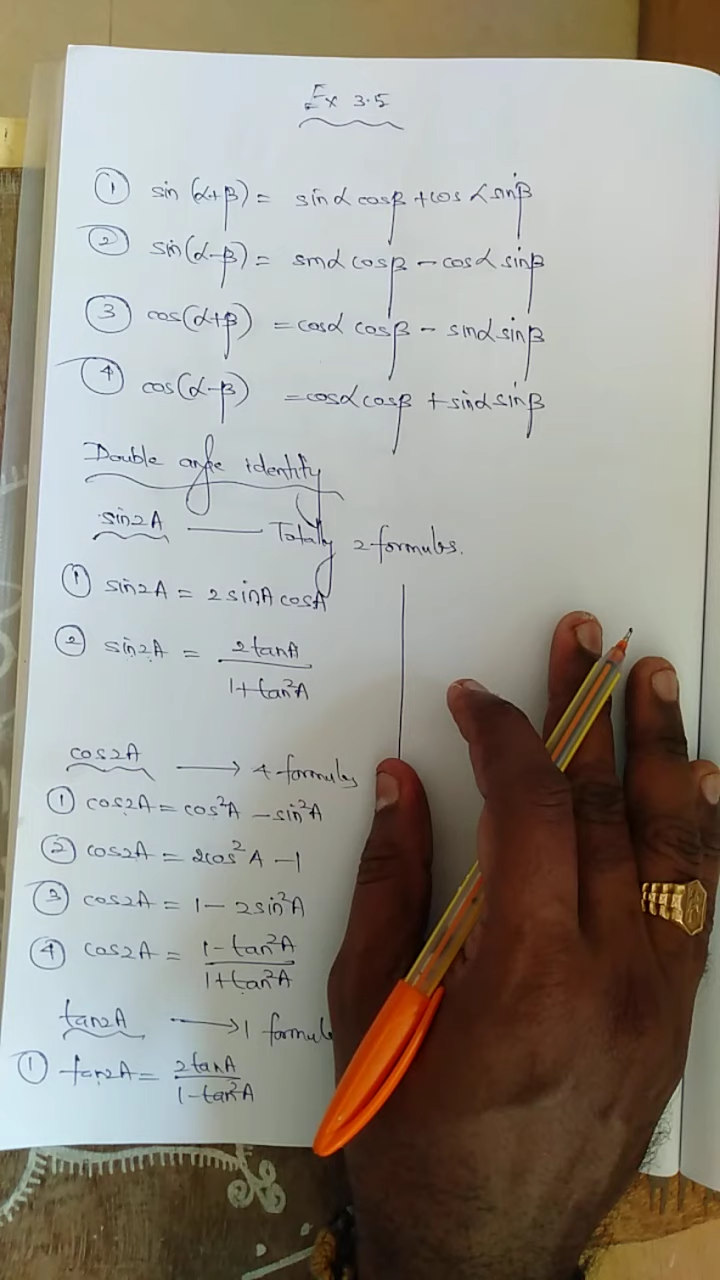 Ex 3.5
① sin(α+β) = sinα cosβ + cosα sinβ
② sin(α-β) = sinα cosβ - cosα sinβ
③ cos(α+β) = cosα cosβ - sinα sinβ
④ cos(α-β) = cosα cosβ + sinα sinβ
Double angle identity
sin2A — Totally 2 formulas.
① sin2A = 2 sinA cosA
② sin2A = 2tanA / 1+tan²A
cos2A → 4 formulas
① cos2A = cos²A - sin²A
② cos2A = 2cos²A - 1
③ cos2A = 1 - 2sin²A
④ cos2A = 1-tan²A / 1+tan²A
tan2A → 1 formula
① tan2A = 2tanA / 1-tan²A